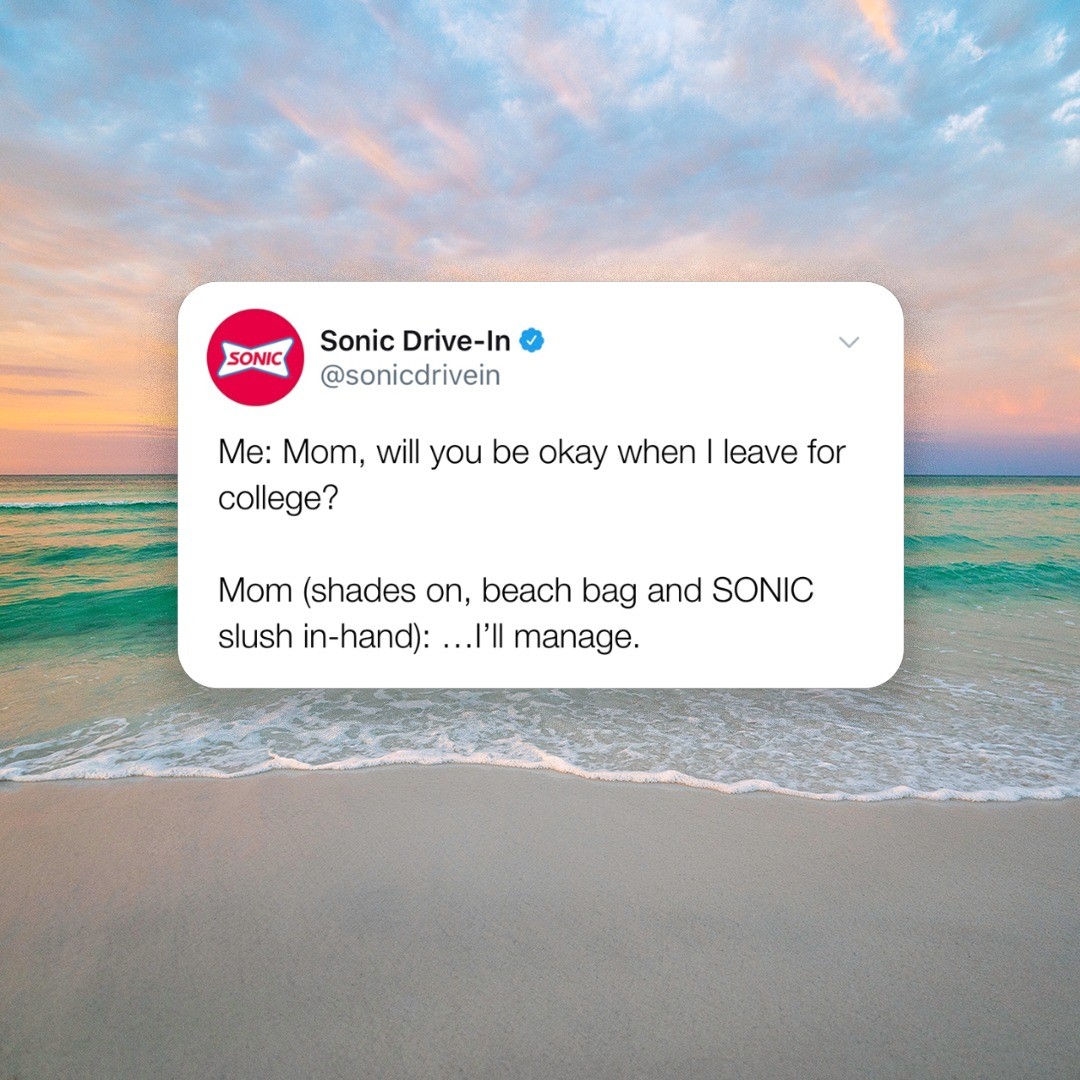 SONIC
Sonic Drive-In
@sonicdrivein
Me: Mom, will you be okay when I leave for
college?
Mom (shades on, beach bag and SONIC
slush in-hand): …I’ll manage.